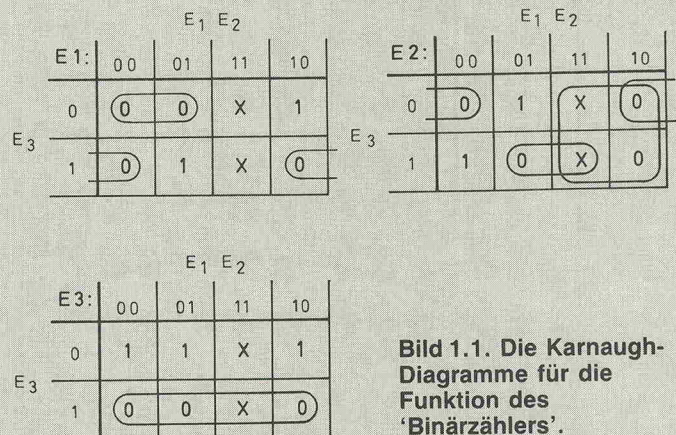 E1 E2
E1: 00 01 11 10
0 0 0 X 1
E3
1 0 1 X 0
E1 E2
E2: 00 01 11 10
0 0 1 X 0
E3
1 1 0 X 0
E1 E2
E3: 00 01 11 10
0 1 1 X 1
E3
1 0 0 X 0
Bild 1.1. Die Karnaugh-
Diagramme für die
Funktion des
'Binärzählers'.